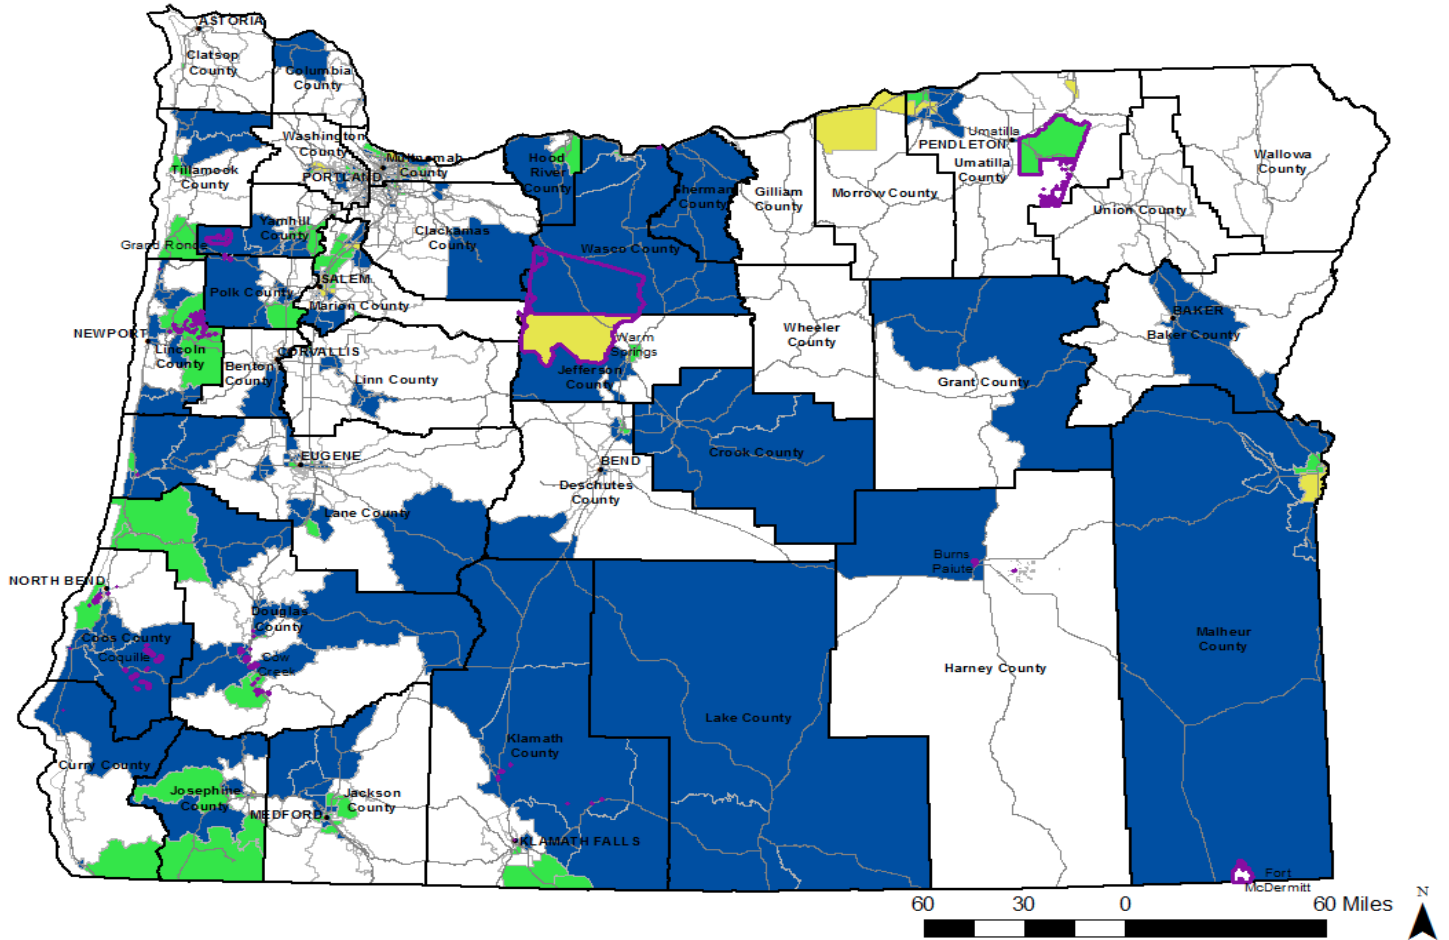 ASTORIA
Clatsop
County
Columbia
County
Washington
County
Multnomah
County
PORTLAND
Tillamook
County
Hood
River
County
Sherman
County
Gilliam
County
Morrow County
Umatilla
PENDLETON
Umatilla
County
Wallowa
County
Union County
Yamhill
County
Grand Ronde
Clackamas
County
Wasco County
SALEM
Polk County
Marion County
NEWPORT
Lincoln
County
Benton
County
CORVALLIS
Linn County
Warm
Springs
Jefferson
County
Wheeler
County
Grant County
BAKER
Baker County
EUGENE
Lane County
BEND
Deschutes
County
Crook County
Burns
Paiute
NORTH BEND
Coos County
Coquille
Douglas
County
Cow
Creek
Malheur
County
Harney County
Lake County
Klamath
County
Curry County
Josephine
County
Jackson
County
MEDFORD
KLAMATH FALLS
Fort
McDermitt
60 30 0 60 Miles
N